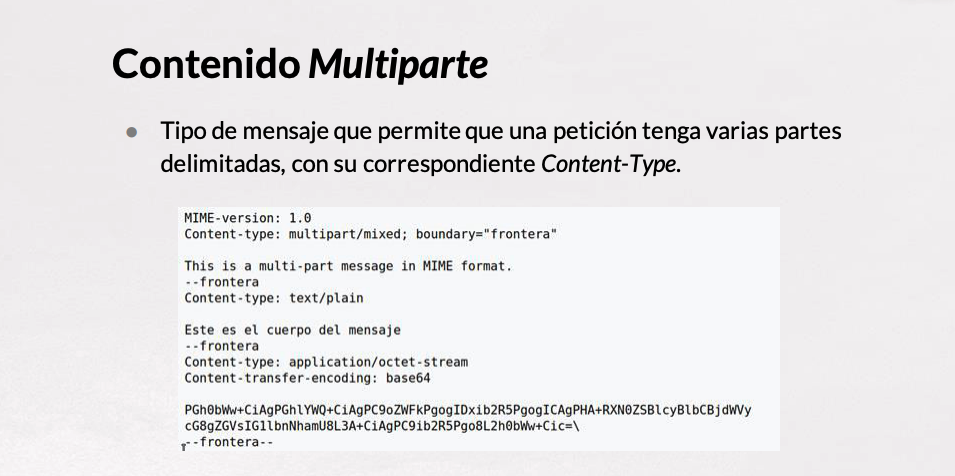 Contenido Multiparte
Tipo de mensaje que permite que una petición tenga varias partes
delimitadas, con su correspondiente Content-Type.
MIME-version: 1.0
Content-type: multipart/mixed; boundary="frontera"
This is a multi-part message in MIME format.
--frontera
Content-type: text/plain
Este es el cuerpo del mensaje
--frontera
Content-type: application/octet-stream
Content-transfer-encoding: base64
PGh0bWw+CiAgPGhlYWQ+CiAgPC9oZWFkPgogIDxib2R5PgogICAgPHA+RXN0ZSBlcyBlbCBjdWVy
cG8gZGVsIG1lbnNhamU8L3A+CiAgPC9ib2R5Pgo8L2h0bWw+Cic=\
--frontera--